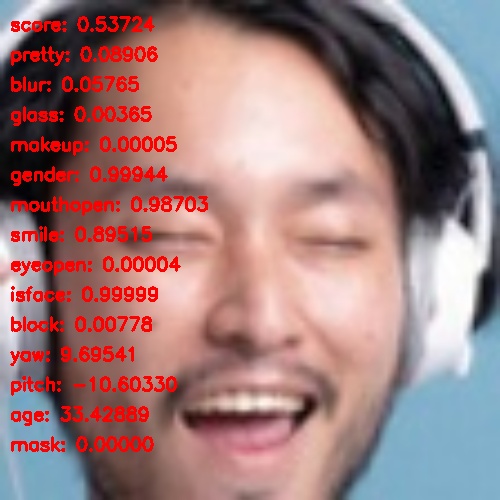 score: 0.53724
pretty: 0.08906
blur: 0.05765
glass: 0.00365
makeup: 0.00005
gender: 0.99944
mouthopen: 0.98703
smile: 0.89515
eyeopen: 0.00004
isface: 0.99999
block: 0.00778
yaw: 9.69541
pitch: -10.60330
age: 33.42889
mask: 0.00000